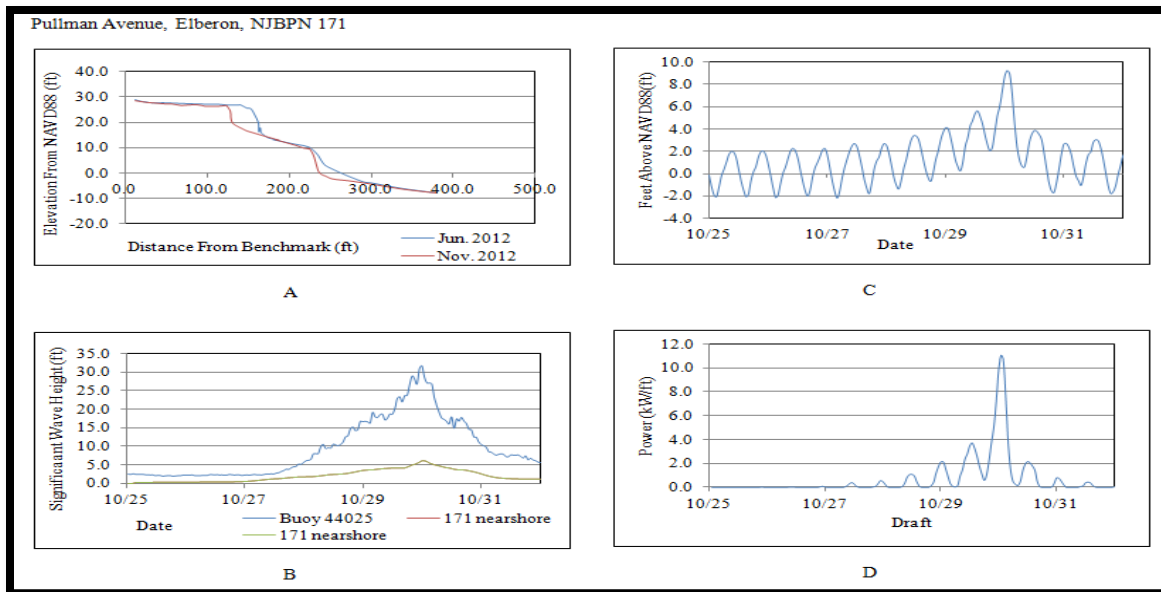 Pullman Avenue, Elberon, NJBPN 171
Elevation From NAVD88 (ft)
40.0
30.0
20.0
10.0
0.0
-10.0
-20.0
0.0 100.0 200.0 300.0 400.0 500.0
Distance From Benchmark (ft)
Jun. 2012
Nov. 2012
A
Feet Above NAVD88(ft)
10.0
8.0
6.0
4.0
2.0
0.0
-2.0
-4.0
10/25 10/27 10/29 10/31
Date
C
Significaam Wave Height (ft)
35.0
30.0
25.0
20.0
15.0
10.0
5.0
0.0
10/25 10/27 10/29 10/31
Date
Buoy 44025 171 nearshore
171 nearshore
B
Power (kW/ft)
12.0
10.0
8.0
6.0
4.0
2.0
0.0
10/25 10/27 10/29 10/31
Draft
D